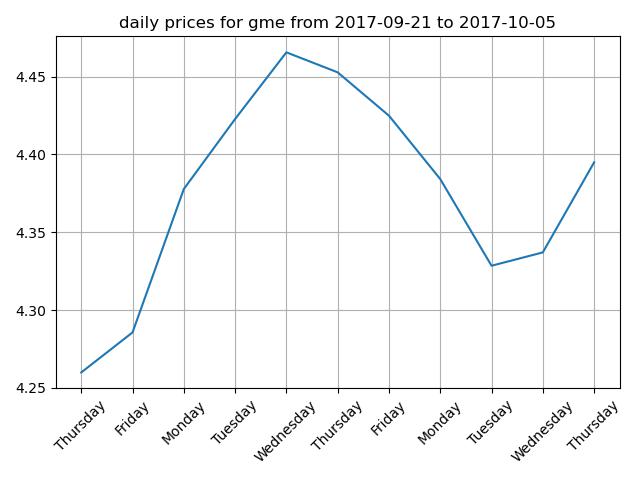 daily prices for gme from 2017-09-21 to 2017-10-05
4.45
4.40
4.35
4.30
4.25
Thursday
Friday
Monday
Tuesday
Wednesday
Thursday
Friday
Monday
Tuesday
Wednesday
Thursday